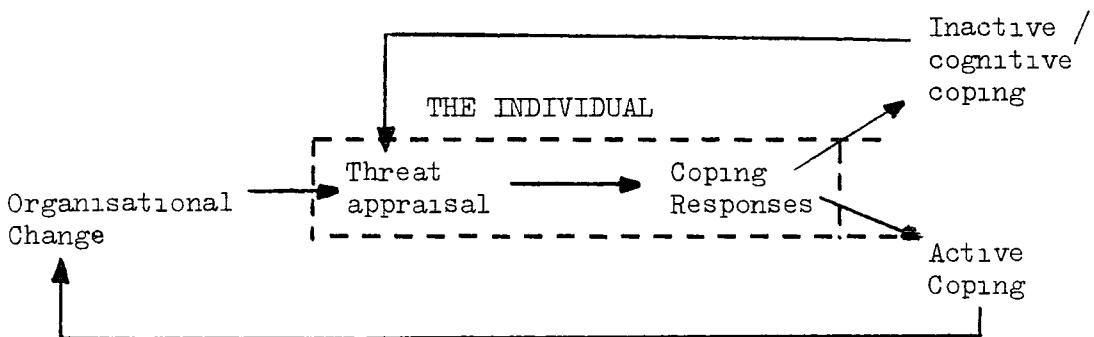 Inactive /
cognitive
coping
THE INDIVIDUAL
Threat
appraisal
Coping
Responses
Organisational
Change
Active
Coping